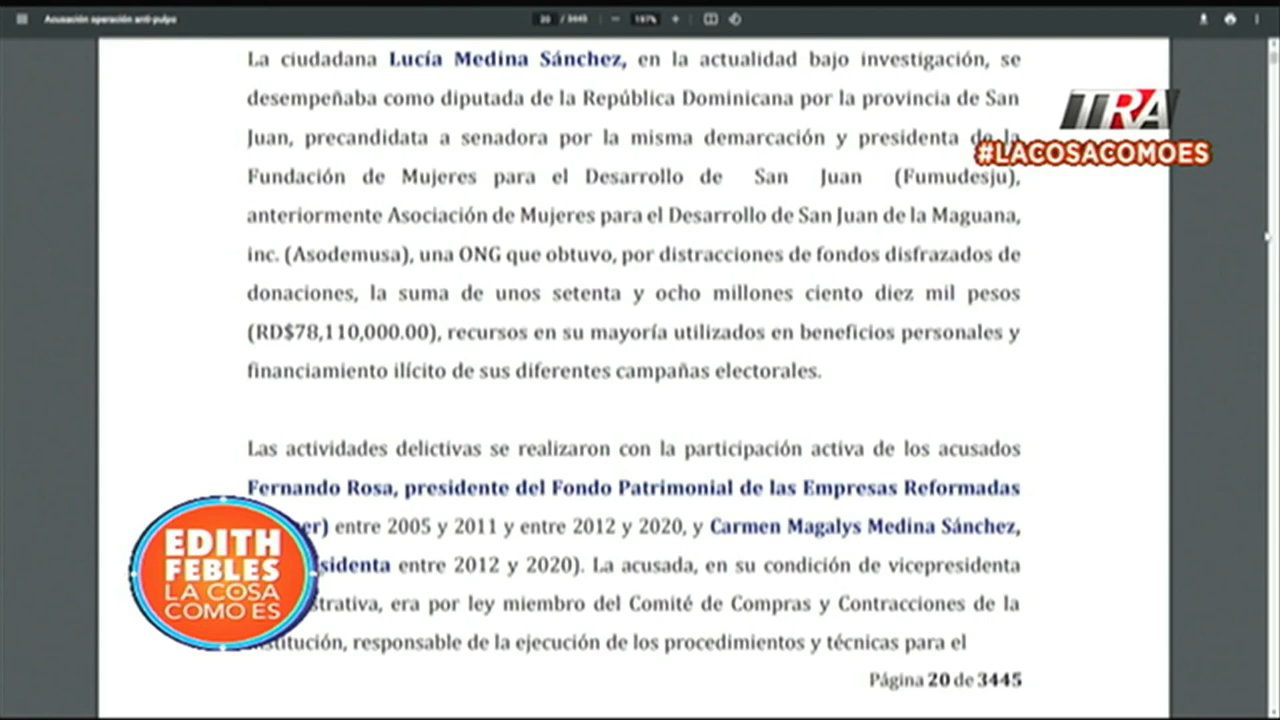 Acusación operación anti-pulpo
20 / 3445
197%
La ciudadana Lucía Medina Sánchez, en la actualidad bajo investigación, se
desempeñaba como diputada de la República Dominicana por la provincia de San
Juan, precandidata a senadora por la misma demarcación y presidenta de la
Fundación de Mujeres para el Desarrollo de San Juan (Fumudesju),
anteriormente Asociación de Mujeres para el Desarrollo de San Juan de la Maguana,
inc. (Asodemusa), una ONG que obtuvo, por distracciones de fondos disfrazados de
donaciones, la suma de unos setenta y ocho millones ciento diez mil pesos
(RD$78,110,000.00), recursos en su mayoría utilizados en beneficios personales y
financiamiento ilícito de sus diferentes campañas electorales.
Las actividades delictivas se realizaron con la participación activa de los acusados
Fernando Rosa, presidente del Fondo Patrimonial de las Empresas Reformadas
er) entre 2005 y 2011 y entre 2012 y 2020, y Carmen Magalys Medina Sánchez,
sidenta entre 2012 y 2020). La acusada, en su condición de vicepresidenta
strativa, era por ley miembro del Comité de Compras y Contracciones de la
nstitución, responsable de la ejecución de los procedimientos y técnicas para el
Página 20 de 3445
TRA
#LACOSACOMOES
EDITH
FEBLES
LA COSA
COMO ES